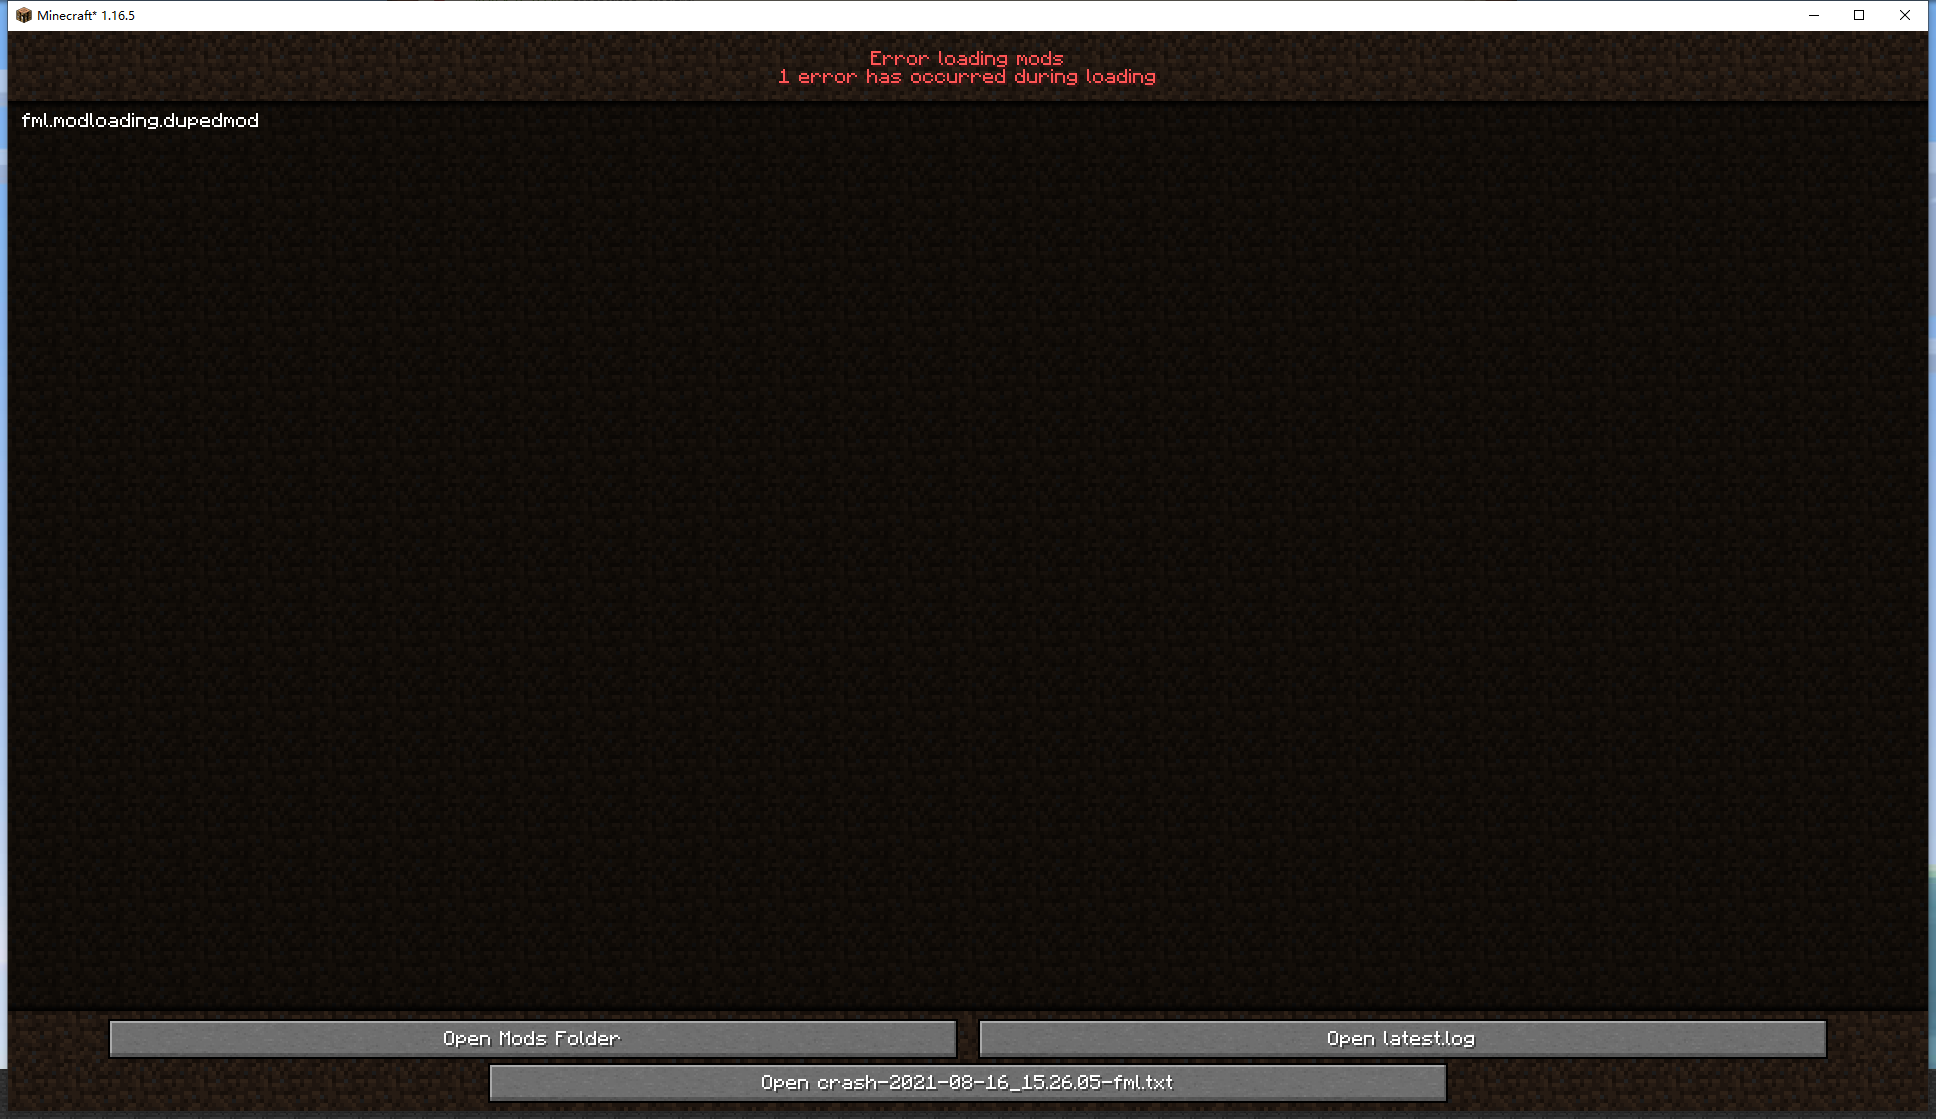 Minecraft* 1.16.5
Error loading mods
1 error has occurred during loading
fml.modloading.dupedmod
Open Mods Folder
Open latest.log
Open crash-2021-08-16_15.26.05-fml.txt